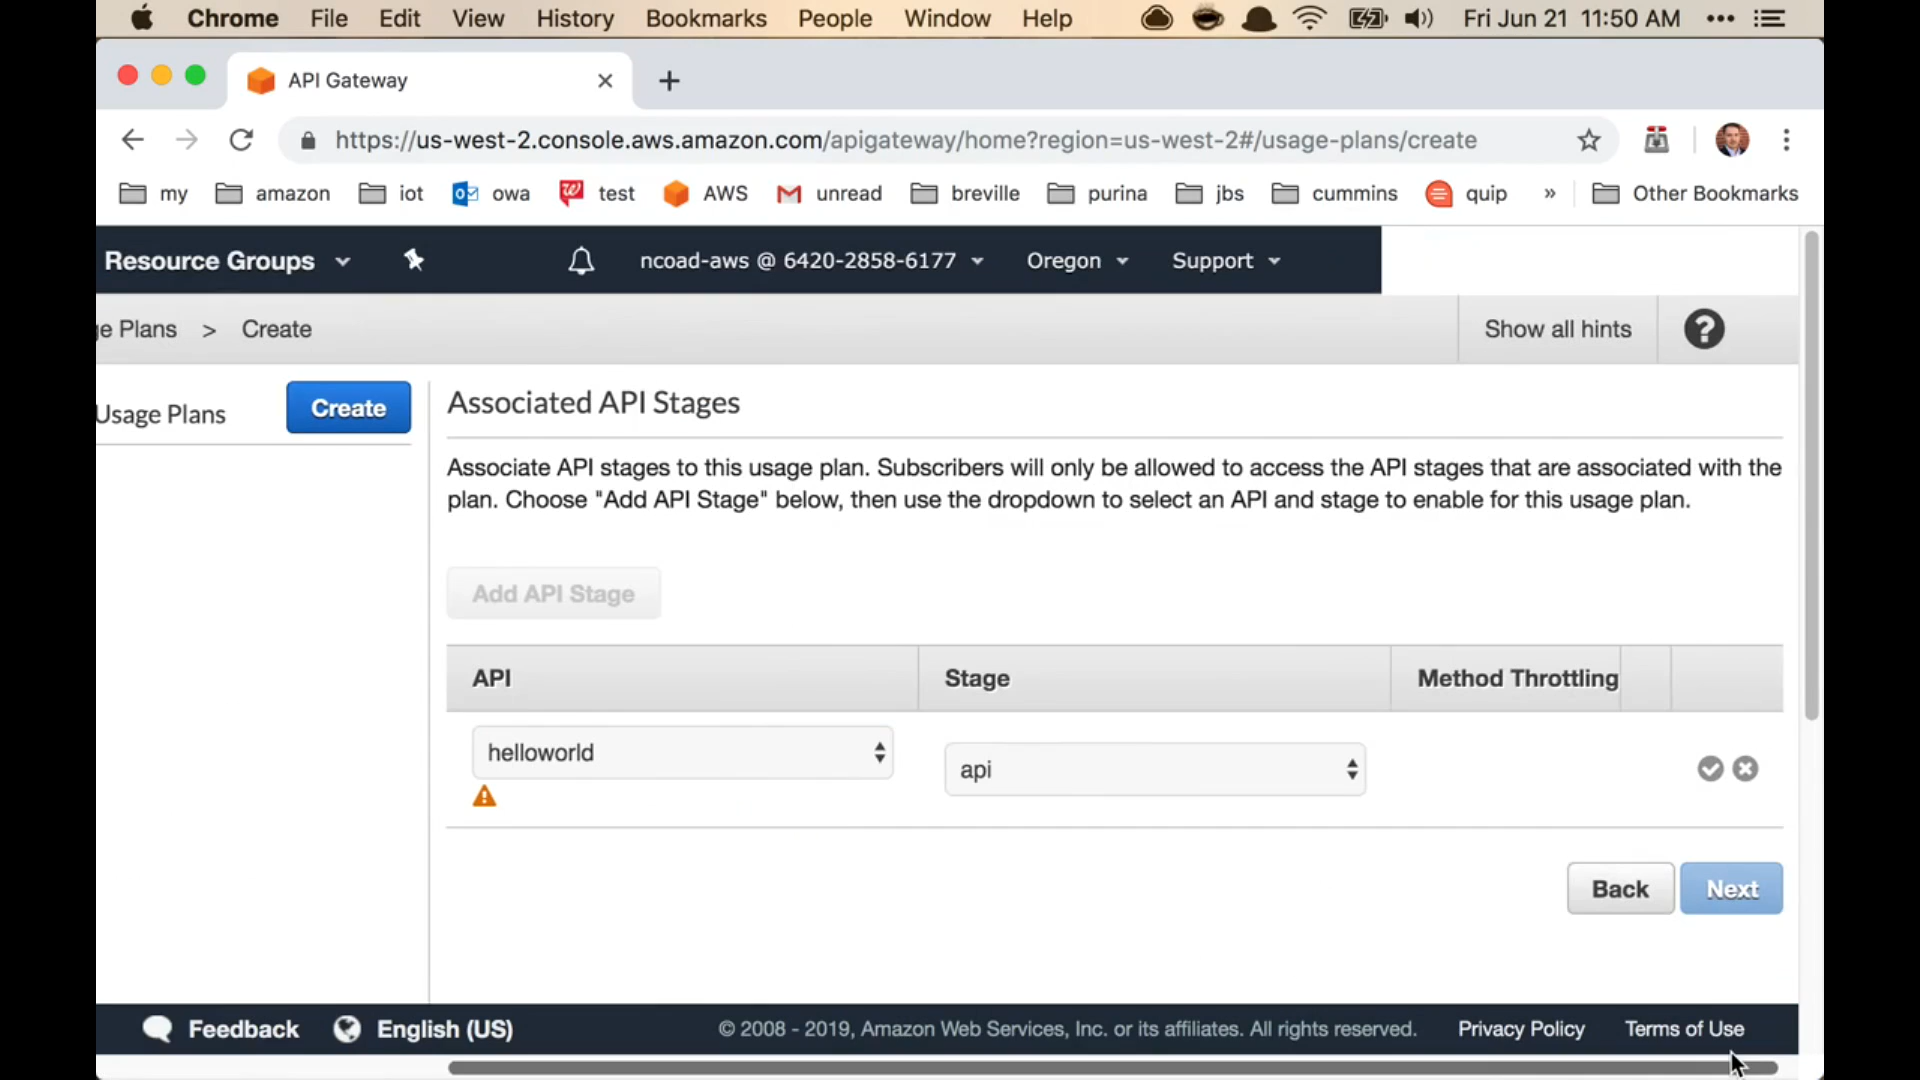 Chrome File Edit View History Bookmarks People Window Help Fri Jun 21 11:50 AM
API Gateway
https://us-west-2.console.aws.amazon.com/apigateway/home?region=us-west-2#/usage-plans/create
my amazon iot owa test AWS unread breville purina jbs cummins quip » Other Bookmarks
Resource Groups ncoad-aws @ 6420-2858-6177 Oregon Support
ge Plans > Create Show all hints ?
Usage Plans Create
Associated API Stages
Associate API stages to this usage plan. Subscribers will only be allowed to access the API stages that are associated with the
plan. Choose "Add API Stage" below, then use the dropdown to select an API and stage to enable for this usage plan.
Add API Stage
API Stage Method Throttling
helloworld api
Back Next
Feedback English (US) © 2008 - 2019, Amazon Web Services, Inc. or its affiliates. All rights reserved. Privacy Policy Terms of Use